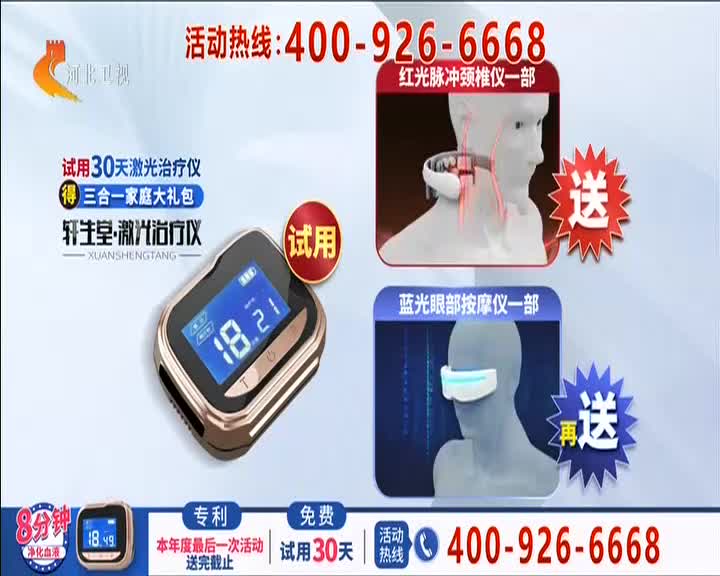 活动热线:400-926-6668
河北卫视
红光脉冲颈椎仪一部
试用30天激光治疗仪
得 三合一家庭大礼包
轩生堂·激光治疗仪
XUANSHENGTANG
试用
送
18 21
T
蓝光眼部按摩仪一部
再送
8分钟
净化血液
18.49
专利
本年度最后一次活动
送完截止
免费
试用30天
活动
热线
400-926-6668